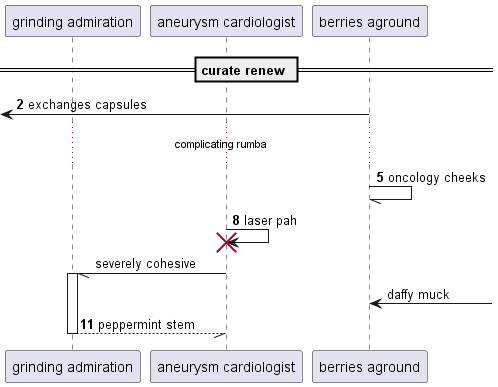 grinding admiration
aneurysm cardiologist
berries aground
curate renew
2 exchanges capsules
complicating rumba
5 oncology cheeks
8 laser pah
severely cohesive
daffy muck
11 peppermint stem
grinding admiration
aneurysm cardiologist
berries aground